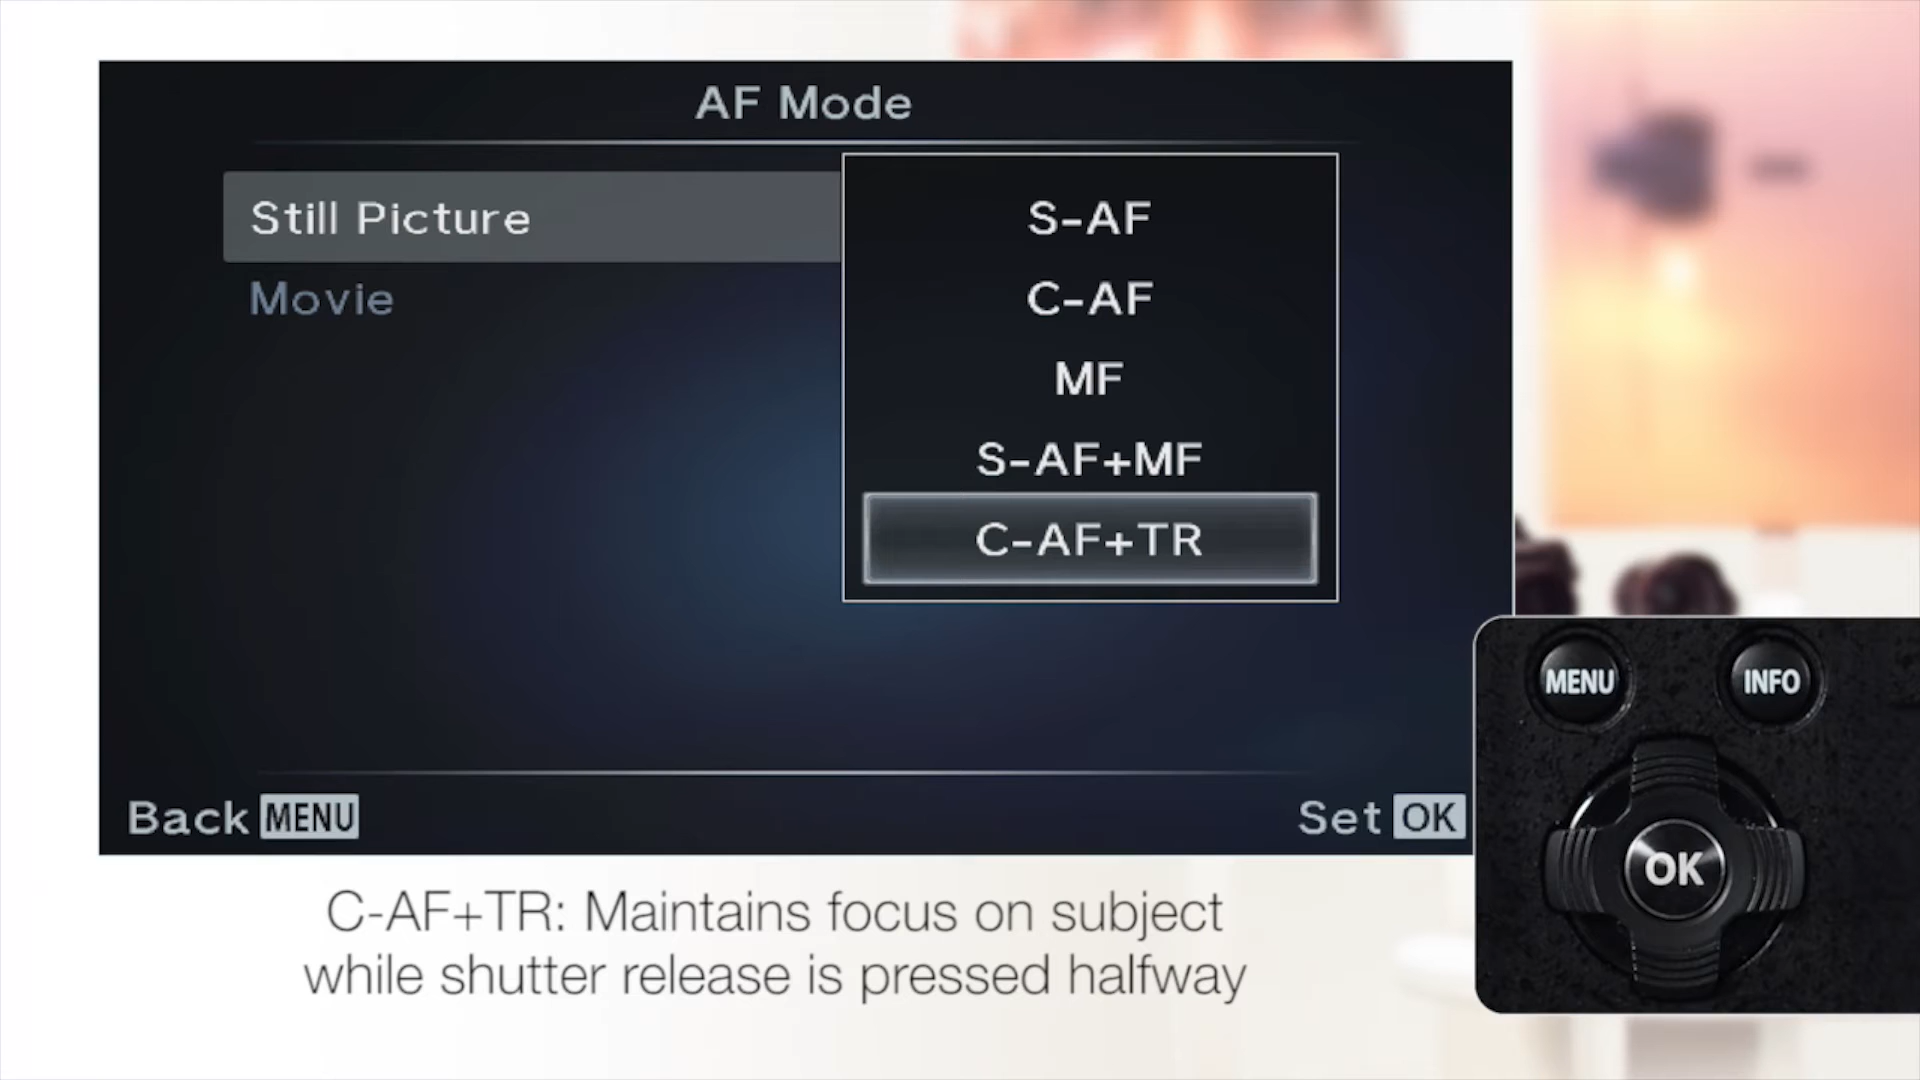 AF Mode
Still Picture
Movie
S-AF
C-AF
MF
S-AF+MF
C-AF+TR
Back MENU
Set OK
MENU
INFO
OK
C-AF+TR: Maintains focus on subject
while shutter release is pressed halfway